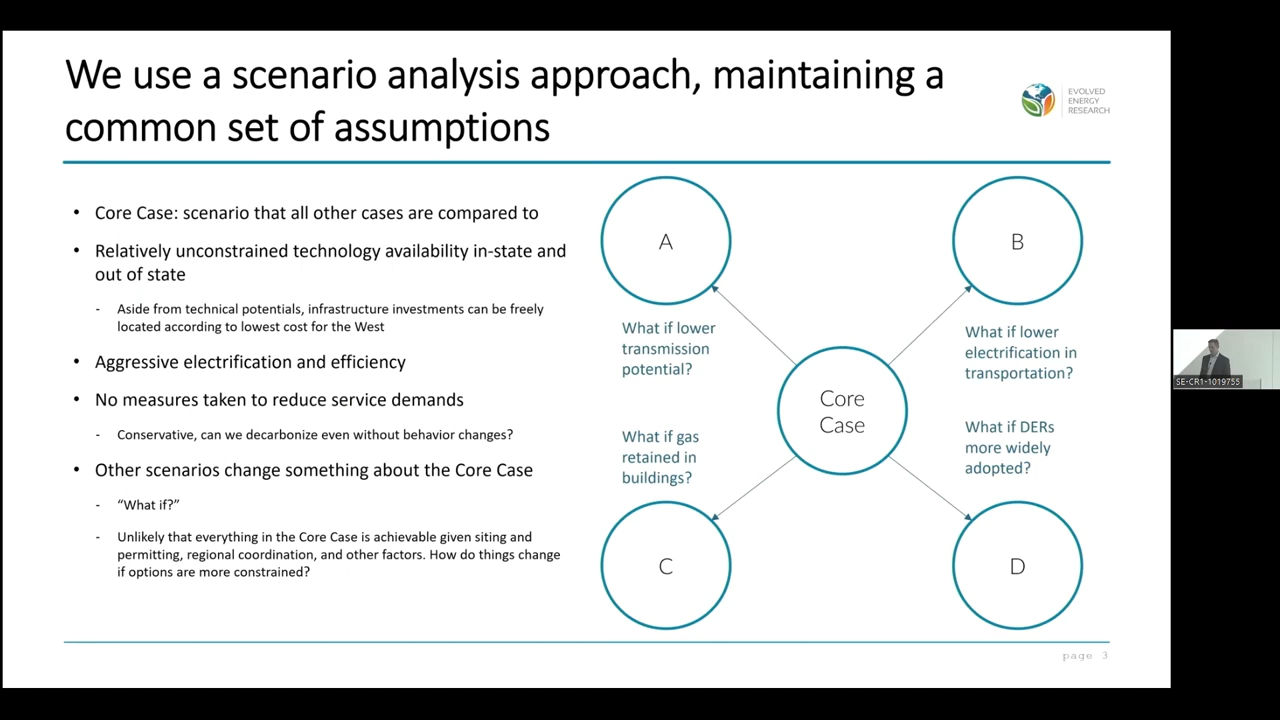 We use a scenario analysis approach, maintaining a
common set of assumptions
EVOLVED
ENERGY
RESEARCH
• Core Case: scenario that all other cases are compared to
• Relatively unconstrained technology availability in-state and
out of state
- Aside from technical potentials, infrastructure investments can be freely
located according to lowest cost for the West
• Aggressive electrification and efficiency
• No measures taken to reduce service demands
- Conservative, can we decarbonize even without behavior changes?
• Other scenarios change something about the Core Case
- “What if?”
- Unlikely that everything in the Core Case is achievable given siting and
permitting, regional coordination, and other factors. How do things change
if options are more constrained?
A
What if lower
transmission
potential?
B
What if lower
electrification in
transportation?
Core
Case
What if gas
retained in
buildings?
C
What if DERs
more widely
adopted?
D
page 3
SE-CR1-1019755